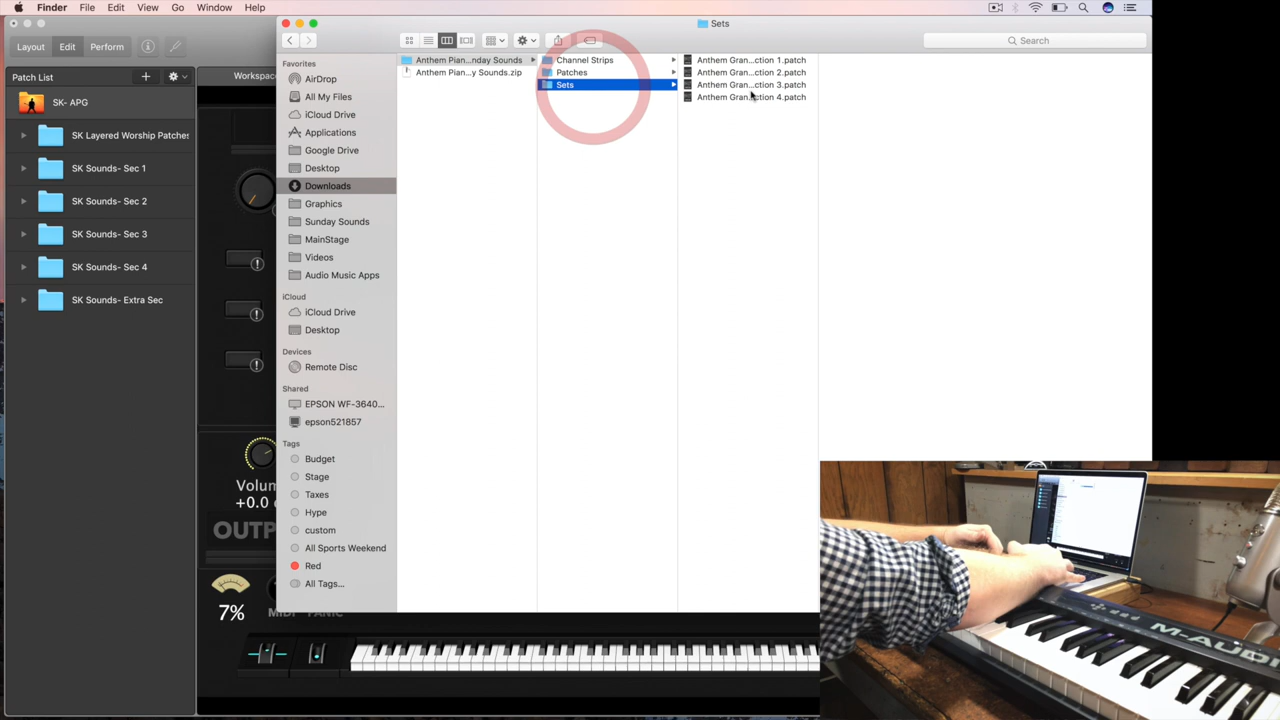 Finder File Edit View Go Window Help
Sets
Layout Edit Perform
Search
Patch List
Workspa
SK- APG
SK Layered Worship Patches
SK Sounds- Sec 1
SK Sounds- Sec 2
SK Sounds- Sec 3
SK Sounds- Sec 4
SK Sounds- Extra Sec
Favorites
AirDrop
All My Files
iCloud Drive
Applications
Google Drive
Desktop
Downloads
Graphics
Sunday Sounds
MainStage
Videos
Audio Music Apps
iCloud
iCloud Drive
Desktop
Devices
Remote Disc
Shared
EPSON WF-3640...
epson521857
Tags
Budget
Stage
Taxes
Hype
custom
All Sports Weekend
Red
All Tags...
Anthem Pian...nday Sounds
Anthem Pian...y Sounds.zip
Channel Strips
Patches
Sets
Anthem Gran...ction 1.patch
Anthem Gran...ction 2.patch
Anthem Gran...ction 3.patch
Anthem Gran...ction 4.patch
Volum
+0.0
OUTP
7%
MIDI PANIC
M-AUDIO